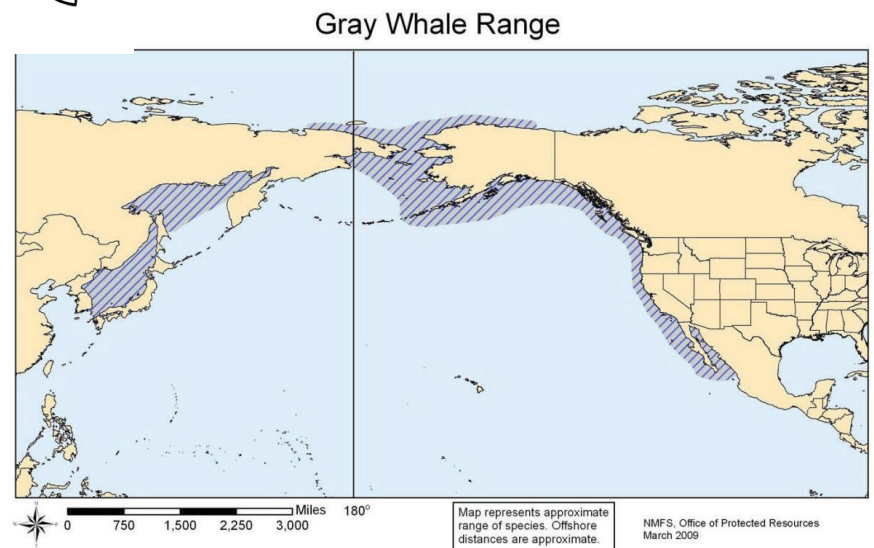 Gray Whale Range
Miles
0 750 1,500 2,250 3,000
180°
Map represents approximate
range of species. Offshore
distances are approximate.
NMFS, Office of Protected Resources
March 2009